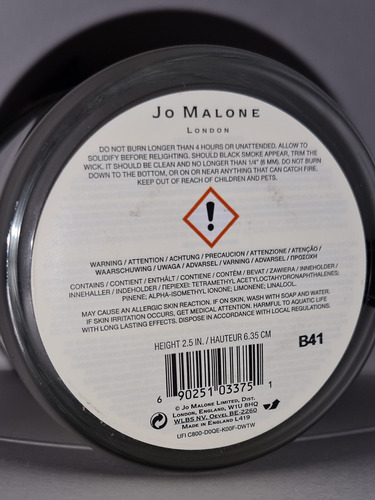 JO MALONE
LONDON
DO NOT BURN LONGER THAN 4 HOURS OR UNATTENDED. ALLOW TO
SOLIDIFY BEFORE RELIGHTING. SHOULD BLACK SMOKE APPEAR, TRIM THE
WICK. IT SHOULD BE CLEAN AND NO LONGER THAN 1/4" (6 MM). DO NOT BURN
DOWN TO THE BOTTOM, OR ON OR NEAR ANYTHING THAT CAN CATCH FIRE.
KEEP OUT OF REACH OF CHILDREN AND PETS.
!
WARNING / ATTENTION / ACHTUNG / PRECAUCION / ATTENZIONE / ATENÇÃO /
WAARSCHUWING / UWAGA / ADVARSEL / VARNING / ADVARSEL / ΠΡΟΣΟΧΗ
CONTAINS / CONTIENT / ENTHÄLT / CONTIENE / CONTÉM / BEVAT / ZAWIERA / INNEHOLDER /
INNEHALLER / INDEHOLDER / ΠΕΡΙΕΧΕΙ: TETRAMETHYL ACETYLOCTAHYDRONAPHTHALENES;
PINENE; ALPHA-ISOMETHYL IONONE; LIMONENE; LINALOOL.
MAY CAUSE AN ALLERGIC SKIN REACTION. IF ON SKIN, WASH WITH SOAP AND WATER.
IF SKIN IRRITATION OCCURS, GET MEDICAL ATTENTION. HARMFUL TO AQUATIC LIFE
WITH LONG LASTING EFFECTS. DISPOSE IN ACCORDANCE WITH LOCAL REGULATIONS.
HEIGHT 2.5 IN. / HAUTEUR 6.35 CM
B41
6 90251 03375 1
© JO MALONE LIMITED, DIST.
LONDON, ENGLAND, W1U 8HQ
WLBS NV, OEVEL BE-2260
MADE IN ENGLAND L419
UFI C800-D0QE-K00F-DWTW